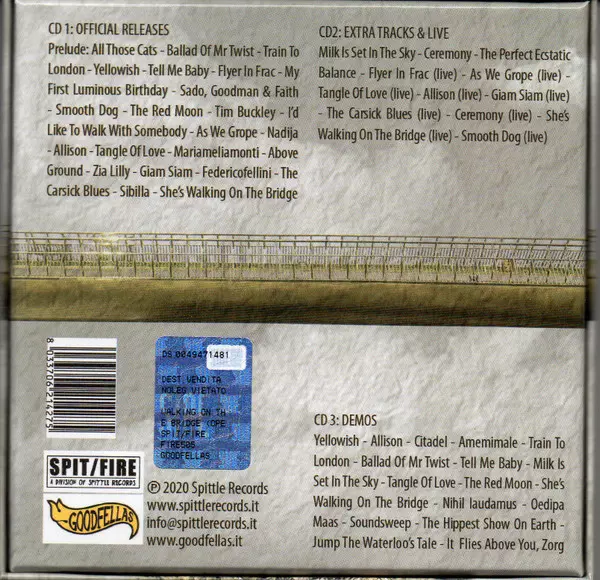 CD 1: OFFICIAL RELEASES
Prelude: All Those Cats - Ballad Of Mr Twist - Train To
London - Yellowish - Tell Me Baby - Flyer In Frac - My
First Luminous Birthday - Sado, Goodman & Faith
- Smooth Dog - The Red Moon - Tim Buckley - I'd
Like To Walk With Somebody - As We Grope - Nadija
- Allison - Tangle Of Love - Mariameliamonti - Above
Ground - Zia Lilly - Giam Siam - Federicofellini - The
Carsick Blues - Sibilla - She's Walking On The Bridge
CD2: EXTRA TRACKS & LIVE
Milk Is Set In The Sky - Ceremony - The Perfect Ecstatic
Balance - Flyer In Frac (live) - As We Grope (live) -
Tangle Of Love (live) - Allison (live) - Giam Siam (live)
- The Carsick Blues (live) - Ceremony (live) - She's
Walking On The Bridge (live) - Smooth Dog (live)
8 033706 214275
DS 0049471481
DEST.VENDITA
NOLEG.VIETATO
WALKING ON TH
E BRIDGE (OPE
SPIT/FIRE
FIRE505
GOODFELLAS
SPIT/FIRE
A DIVISION OF SPITTLE RECORDS
GOODFELLAS
℗ 2020 Spittle Records
www.spittlerecords.it
info@spittlerecords.it
www.goodfellas.it
CD 3: DEMOS
Yellowish - Allison - Citadel - Amemimale - Train To
London - Ballad Of Mr Twist - Tell Me Baby - Milk Is
Set In The Sky - Tangle Of Love - The Red Moon - She's
Walking On The Bridge - Nihil laudamus - Oedipa
Maas - Soundsweep - The Hippest Show On Earth -
Jump The Waterloo's Tale - It Flies Above You, Zorg